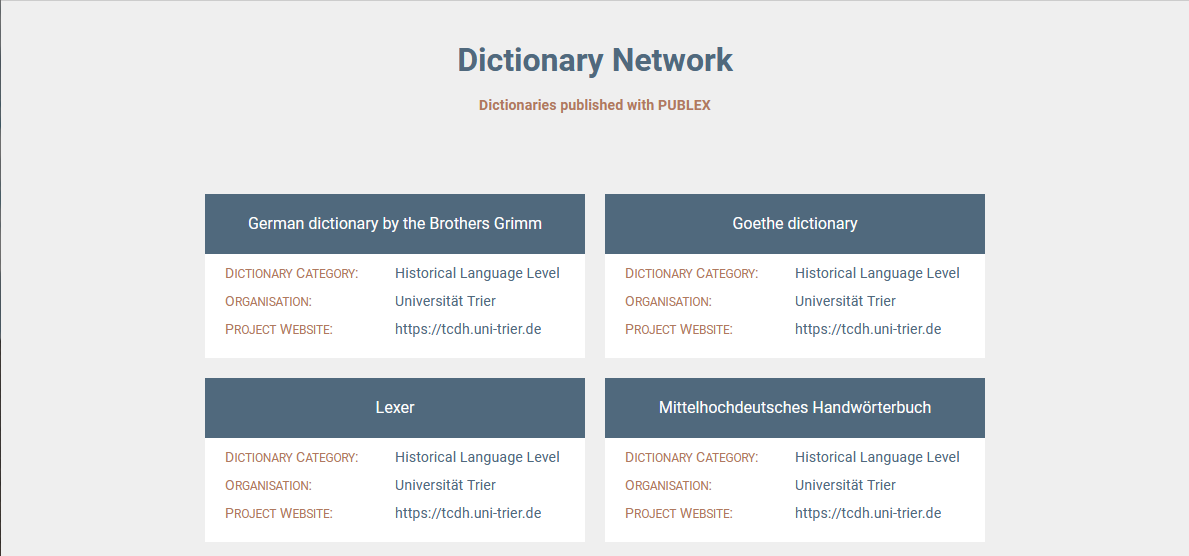 Dictionary Network
Dictionaries published with PUBLEX
German dictionary by the Brothers Grimm
DICTIONARY CATEGORY: Historical Language Level
ORGANISATION: Universität Trier
PROJECT WEBSITE: https://tcdh.uni-trier.de
Goethe dictionary
DICTIONARY CATEGORY: Historical Language Level
ORGANISATION: Universität Trier
PROJECT WEBSITE: https://tcdh.uni-trier.de
Lexer
DICTIONARY CATEGORY: Historical Language Level
ORGANISATION: Universität Trier
PROJECT WEBSITE: https://tcdh.uni-trier.de
Mittelhochdeutsches Handwörterbuch
DICTIONARY CATEGORY: Historical Language Level
ORGANISATION: Universität Trier
PROJECT WEBSITE: https://tcdh.uni-trier.de